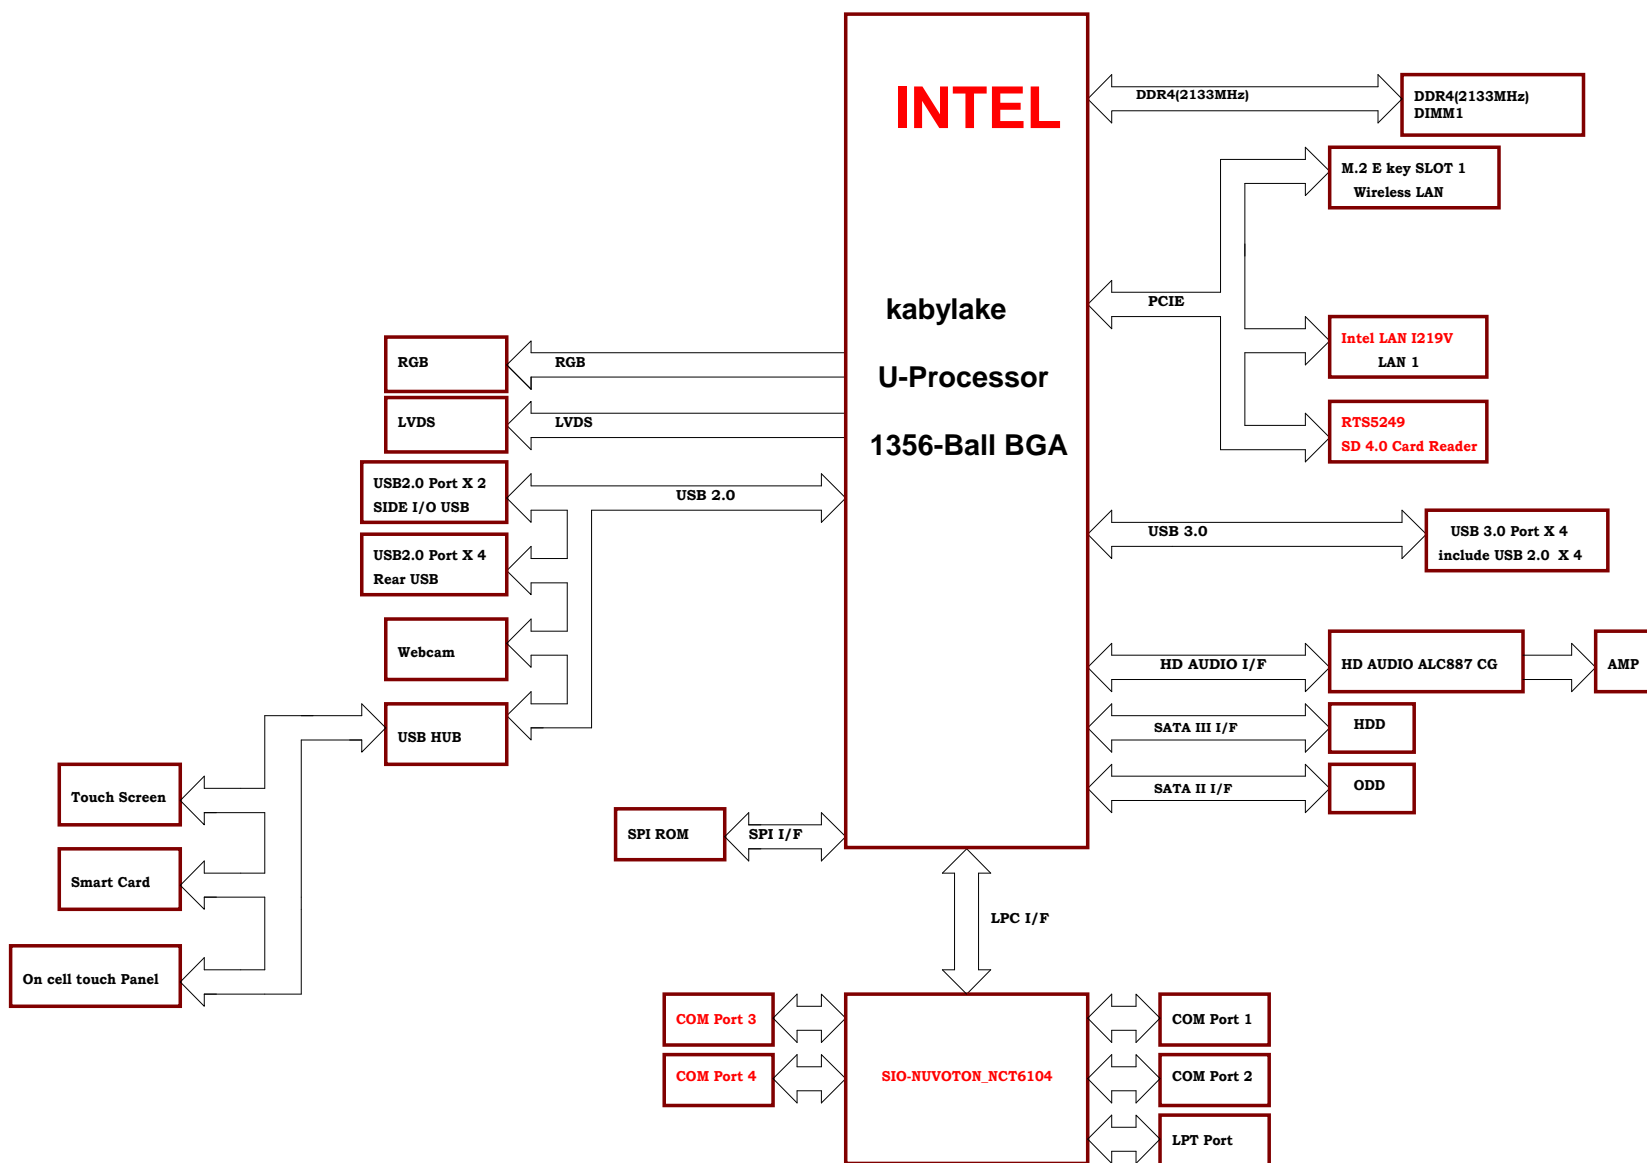 INTEL
kabylake
U-Processor
1356-Ball BGA
DDR4(2133MHz)
DDR4(2133MHz)
DIMM1
M.2 E key SLOT 1
Wireless LAN
PCIE
Intel LAN I219V
LAN 1
RTS5249
SD 4.0 Card Reader
RGB
RGB
LVDS
LVDS
USB2.0 Port X 2
SIDE I/O USB
USB 2.0
USB2.0 Port X 4
Rear USB
Webcam
USB HUB
USB 3.0
USB 3.0 Port X 4
include USB 2.0 X 4
HD AUDIO I/F
HD AUDIO ALC887 CG
AMP
SATA III I/F
HDD
SATA II I/F
ODD
Touch Screen
Smart Card
On cell touch Panel
SPI ROM
SPI I/F
LPC I/F
COM Port 3
COM Port 4
SIO-NUVOTON_NCT6104
COM Port 1
COM Port 2
LPT Port